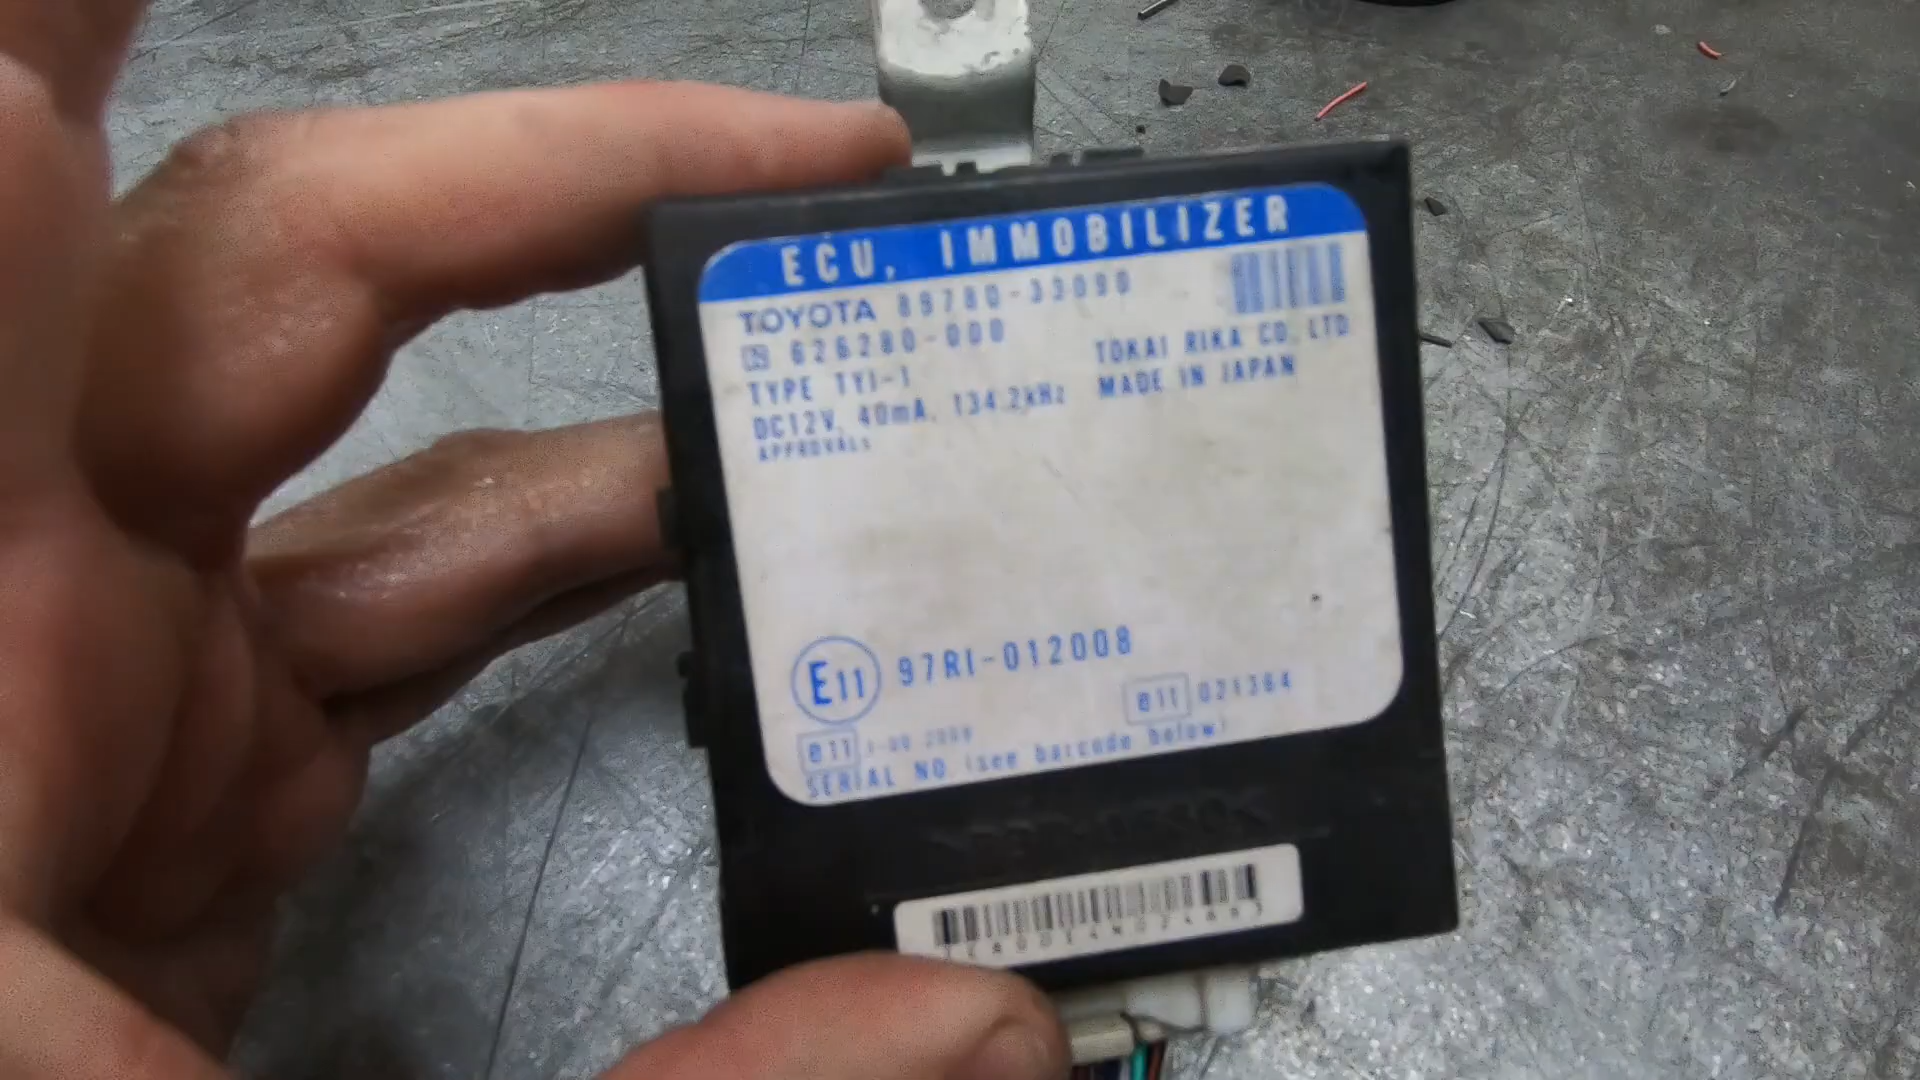 ECU, IMMOBILIZER
TOYOTA 89780-33090
626280-000
TYPE TYI-1
TOKAI RIKA CO. LTD
DC12V, 40mA, 134.2kHz
MADE IN JAPAN
APPROVALs
E11 97RI-012008
e11 021364
e11
SERIAL NO (see barcode below)